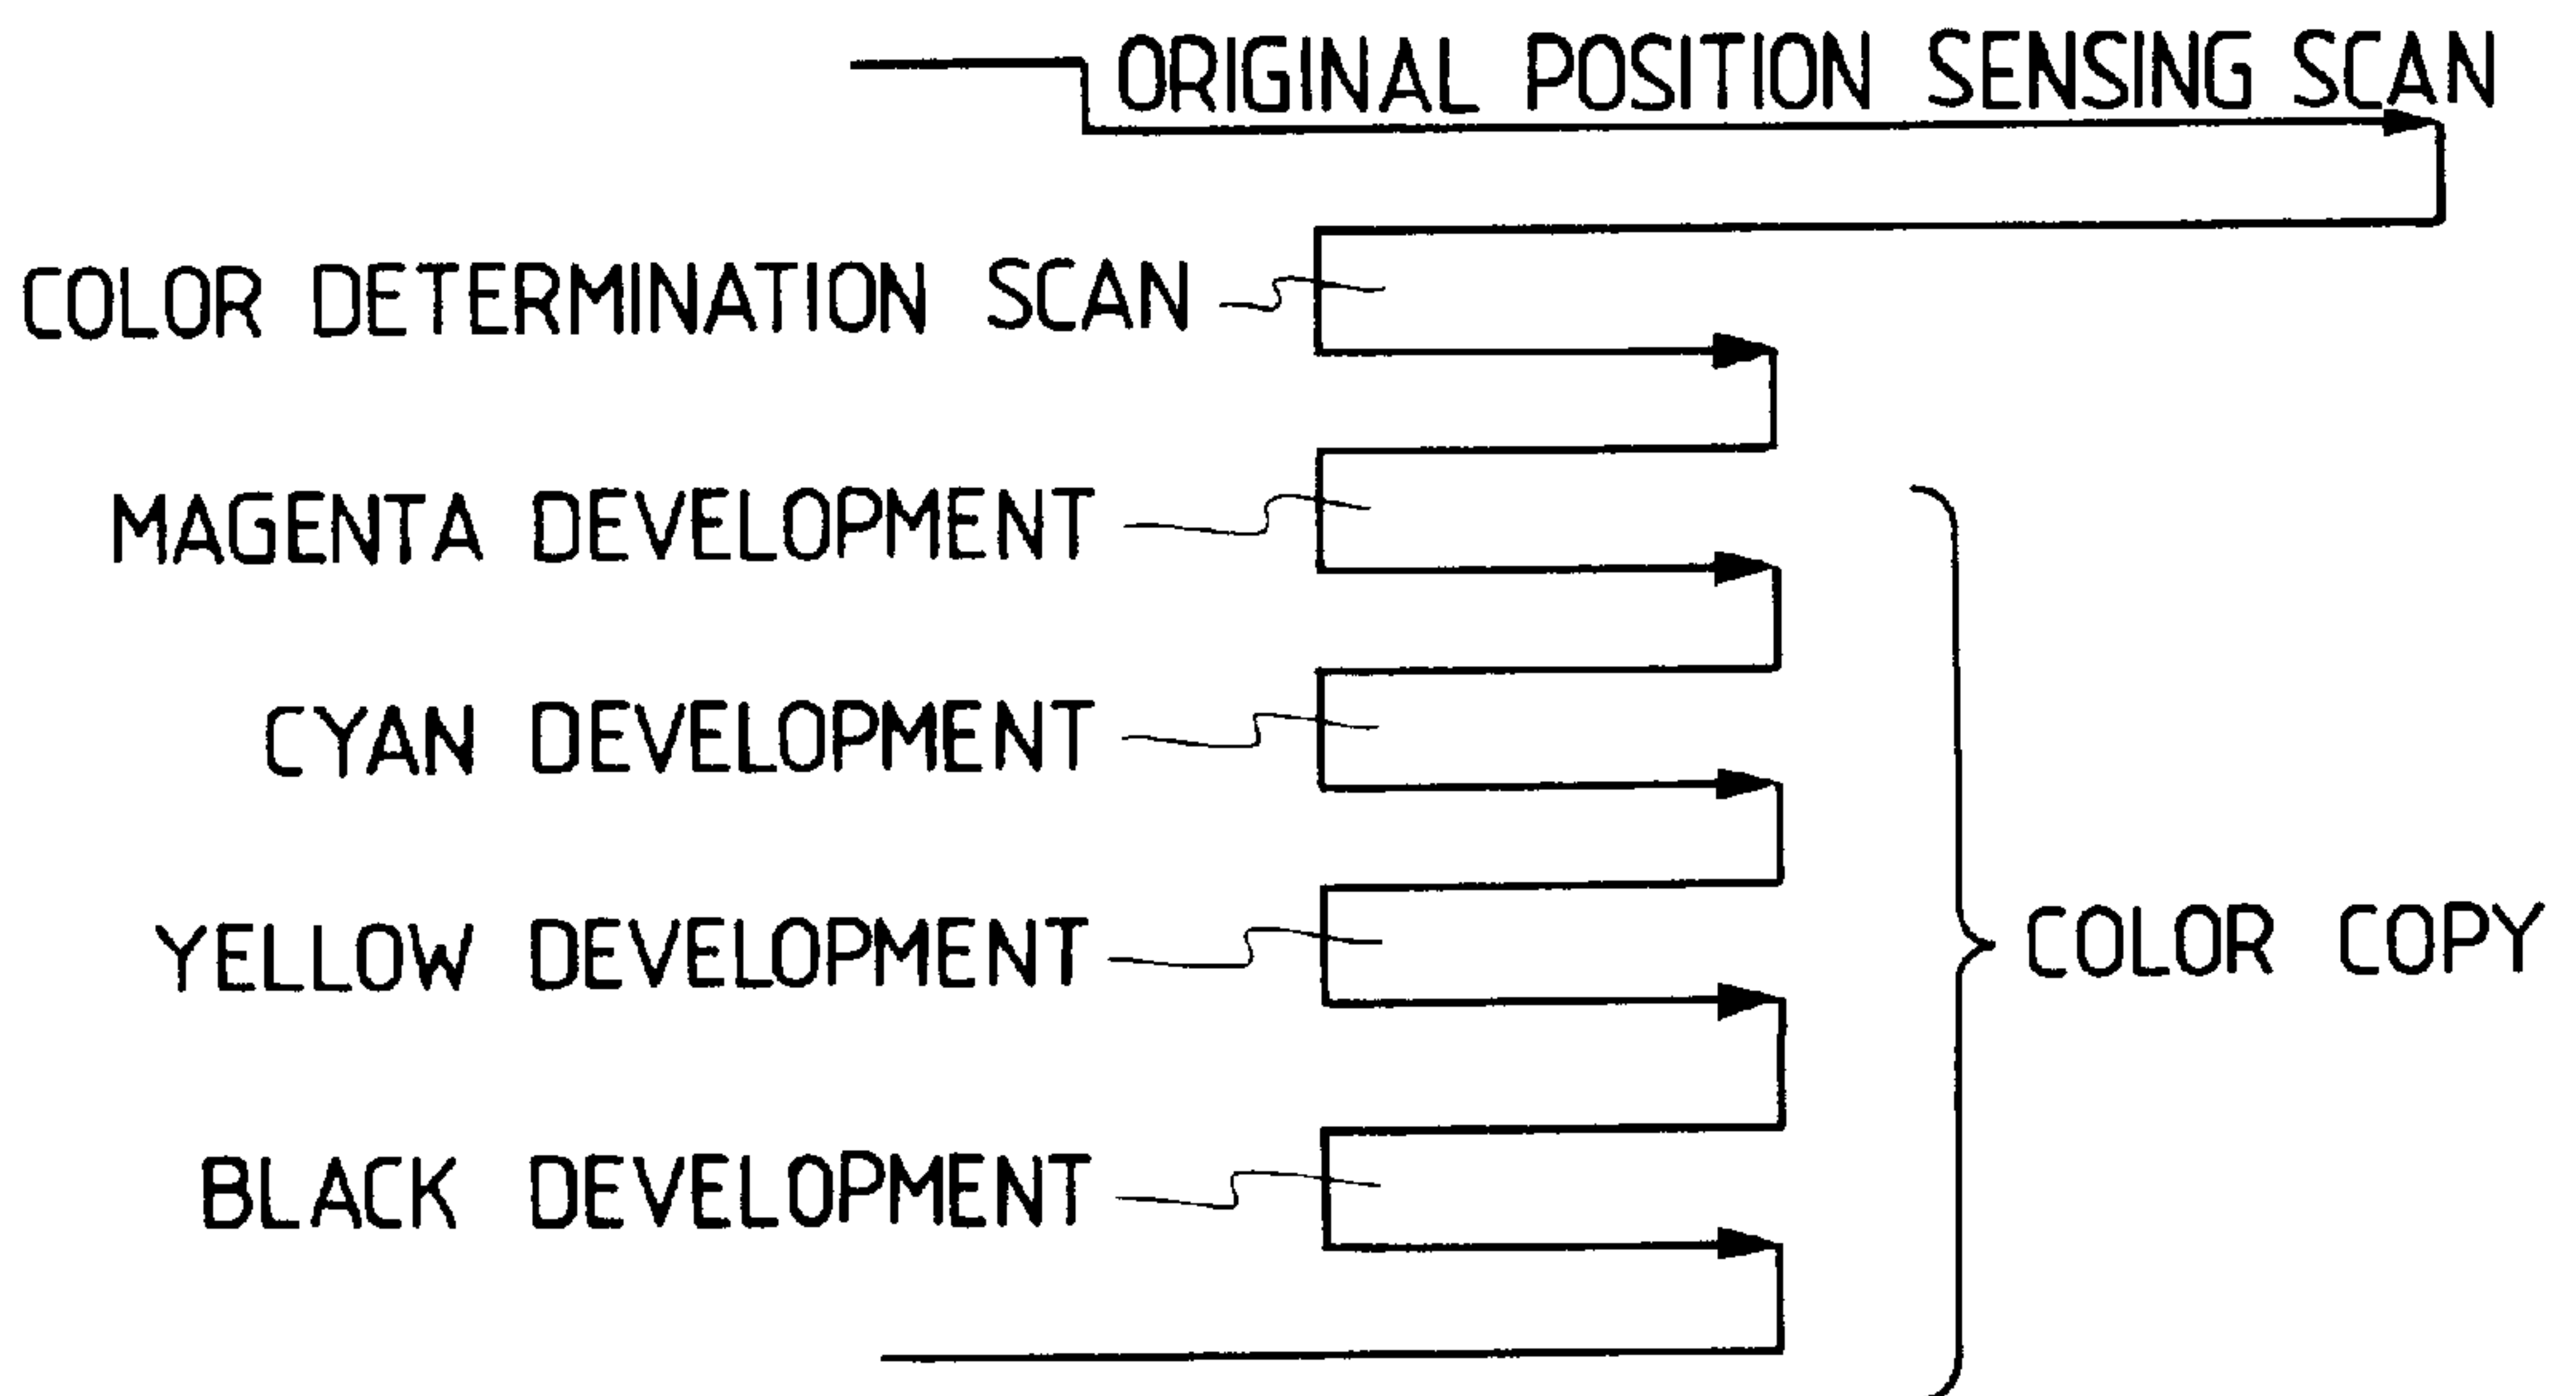 ORIGINAL POSITION SENSING SCAN
COLOR DETERMINATION SCAN
MAGENTA DEVELOPMENT
CYAN DEVELOPMENT
YELLOW DEVELOPMENT
COLOR COPY
BLACK DEVELOPMENT